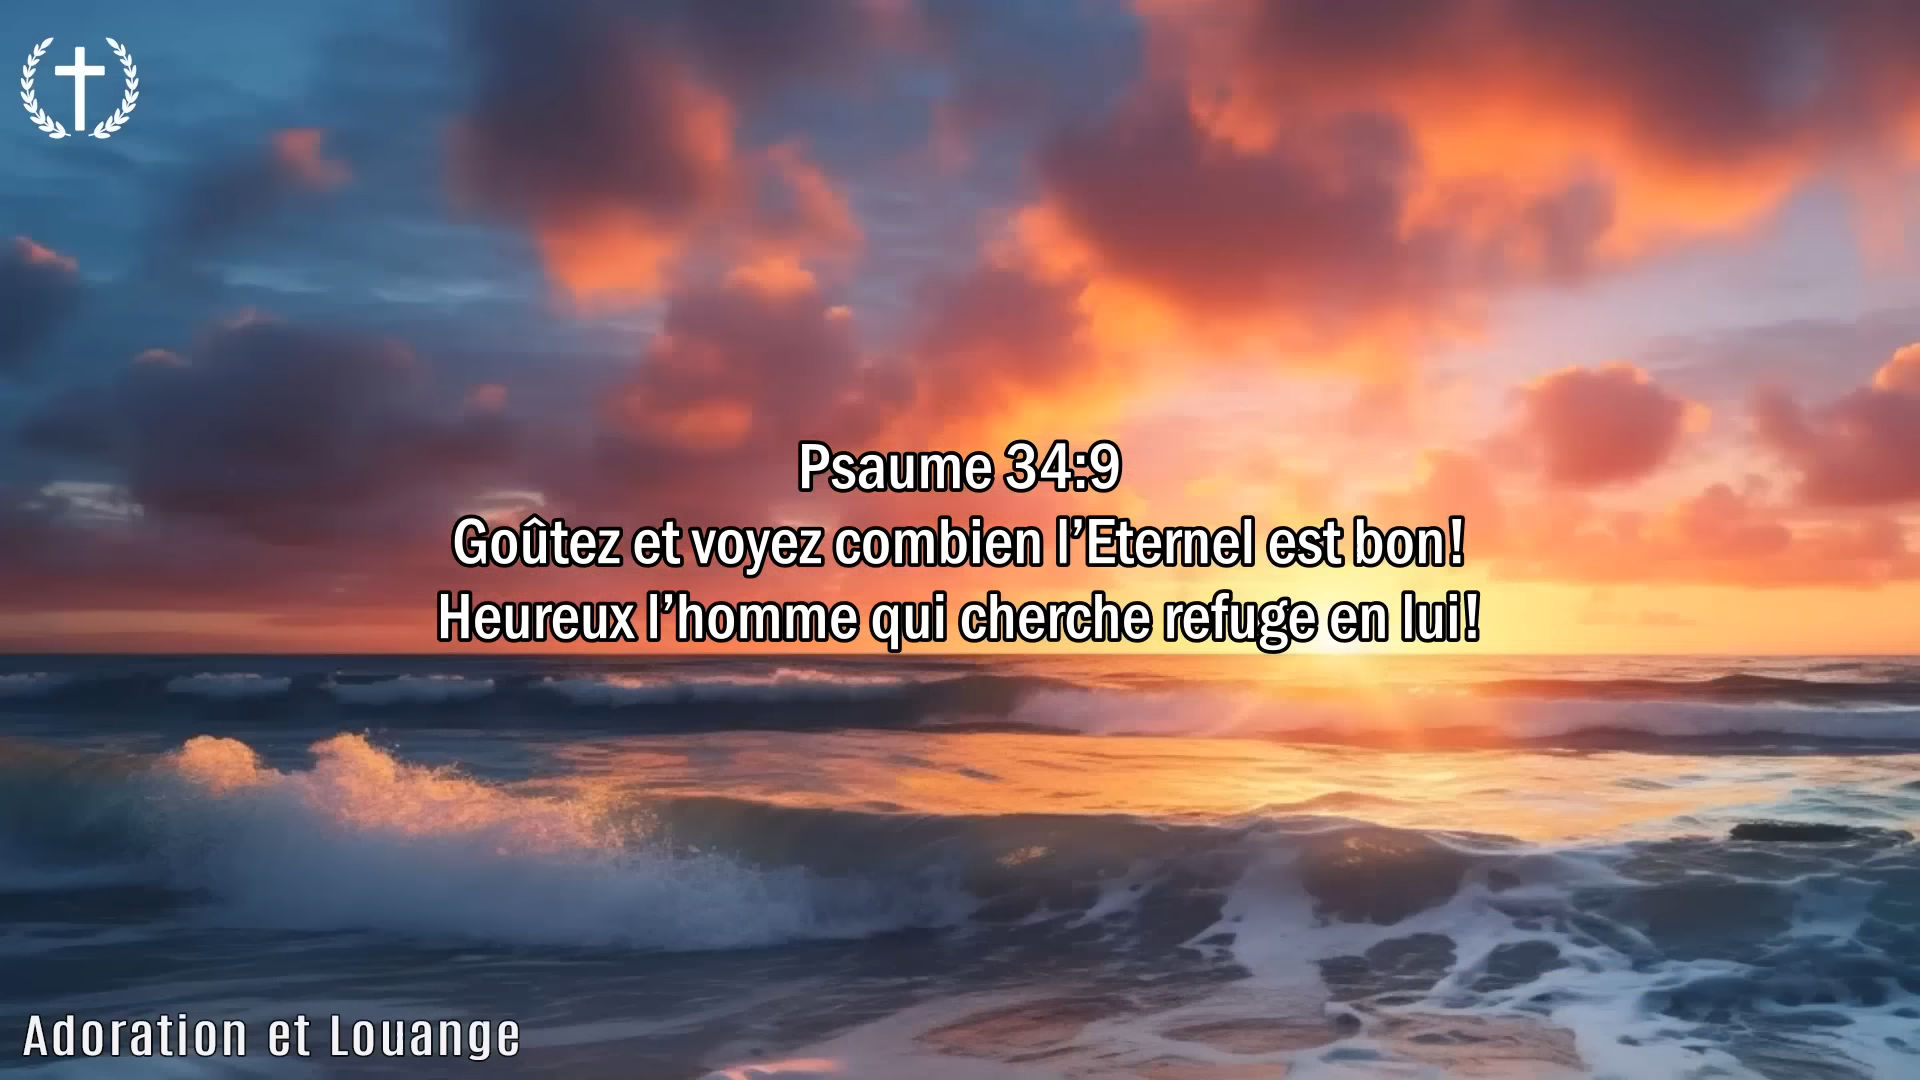 Psaume 34:9
Goûtez et voyez combien l’Eternel est bon!
Heureux l’homme qui cherche refuge en lui!
Adoration et Louange